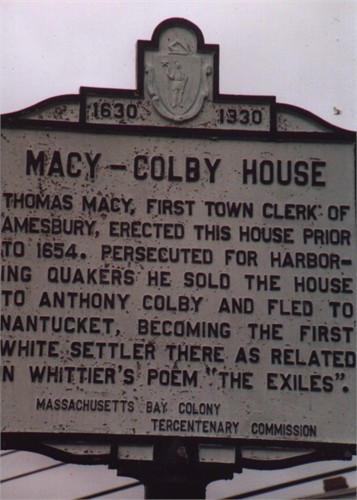 1630 1930
MACY-COLBY HOUSE
THOMAS MACY, FIRST TOWN CLERK OF
AMESBURY, ERECTED THIS HOUSE PRIOR
TO 1654. PERSECUTED FOR HARBOR-
ING QUAKERS HE SOLD THE HOUSE
TO ANTHONY COLBY AND FLED TO
NANTUCKET, BECOMING THE FIRST
WHITE SETTLER THERE AS RELATED
IN WHITTIER'S POEM "THE EXILES".
MASSACHUSETTS BAY COLONY
TERCENTENARY COMMISSION